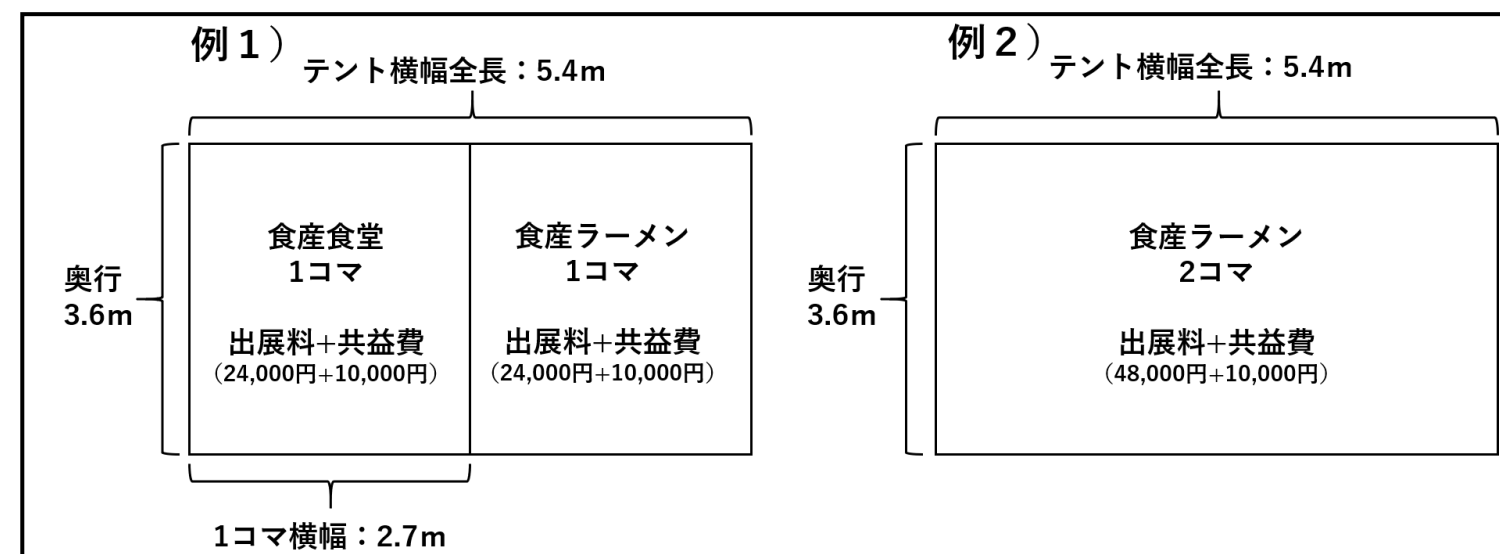 例１）
テント横幅全長：5.4m
奥行
3.6m
食産食堂
1コマ
出展料+共益費
（24,000円+10,000円）
食産ラーメン
1コマ
出展料+共益費
（24,000円+10,000円）
1コマ横幅：2.7m
例２）
テント横幅全長：5.4m
奥行
3.6m
食産ラーメン
2コマ
出展料+共益費
（48,000円+10,000円）